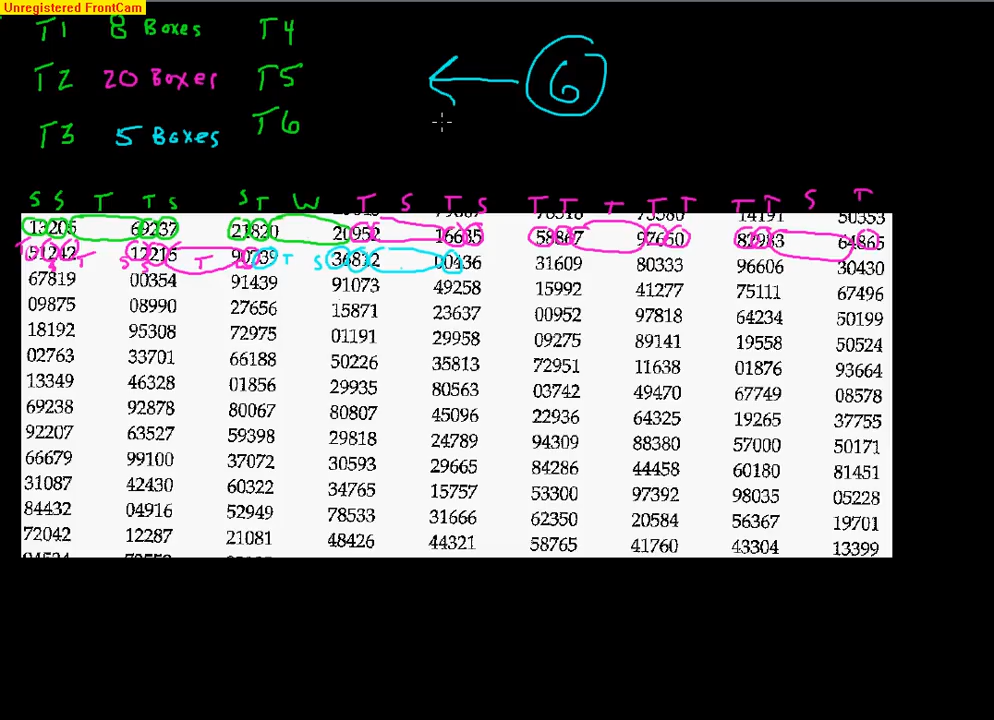 Unregistered FrontCam
T1 8 Boxes T4
T2 20 Boxes T5
T3 5 Boxes T6
6
S S T T S S T W T S T S T T T T T T T S T
13205 69237 21820 20952 16635 58867 97660 82983 64865 50353
T S S T S S T S T S
51242 12215 90739 36812 00436 31609 80333 96606 30430
67819 00354 91439 91073 49258 15992 41277 75111 67496
09875 08990 27656 15871 23637 00952 97818 64234 50199
18192 95308 72975 01191 29958 09275 89141 19558 50524
02763 33701 66188 50226 35813 72951 11638 01876 93664
13349 46328 01856 29935 80563 03742 49470 67749 08578
69238 92878 80067 80807 45096 22936 64325 19265 37755
92207 63527 59398 29818 24789 94309 88380 57000 50171
66679 99100 37072 30593 29665 84286 44458 60180 81451
31087 42430 60322 34765 15757 53300 97392 98035 05228
84432 04916 52949 78533 31666 62350 20584 56367 19701
72042 12287 21081 48426 44321 58765 41760 43304 13399